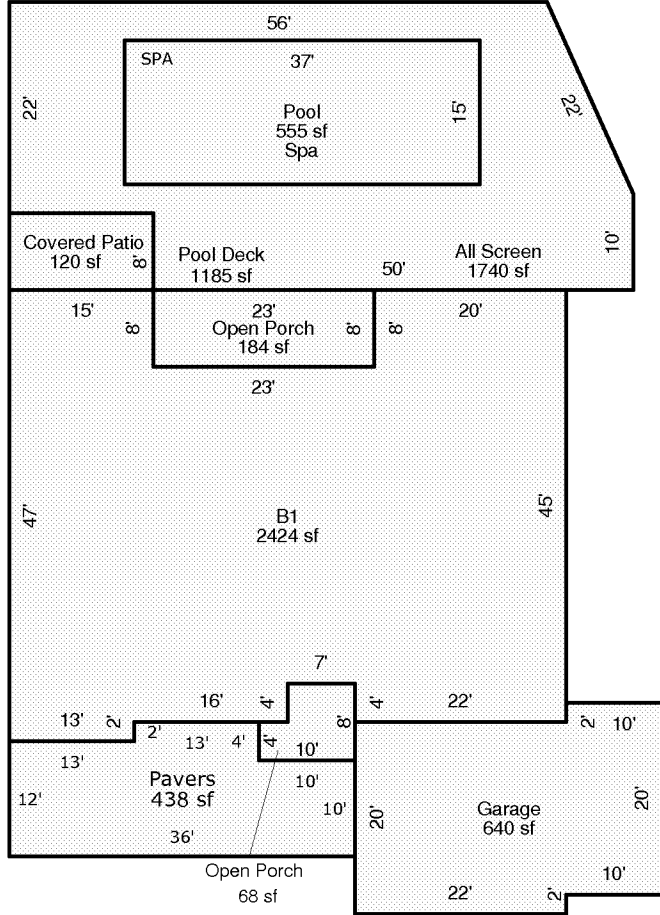 56'
SPA
37'
22'
Pool
555 sf
Spa
15'
22'
Covered Patio
120 sf
8'
Pool Deck
1185 sf
50'
All Screen
1740 sf
10'
15'
8'
23'
Open Porch
184 sf
8'
8'
20'
23'
47'
B1
2424 sf
45'
7'
16'
4'
4'
22'
13'
2'
2'
13'
4'
4'
10'
8'
2'
10'
13'
Pavers
438 sf
12'
10'
10'
20'
Garage
640 sf
20'
36'
Open Porch
68 sf
22'
2'
10'